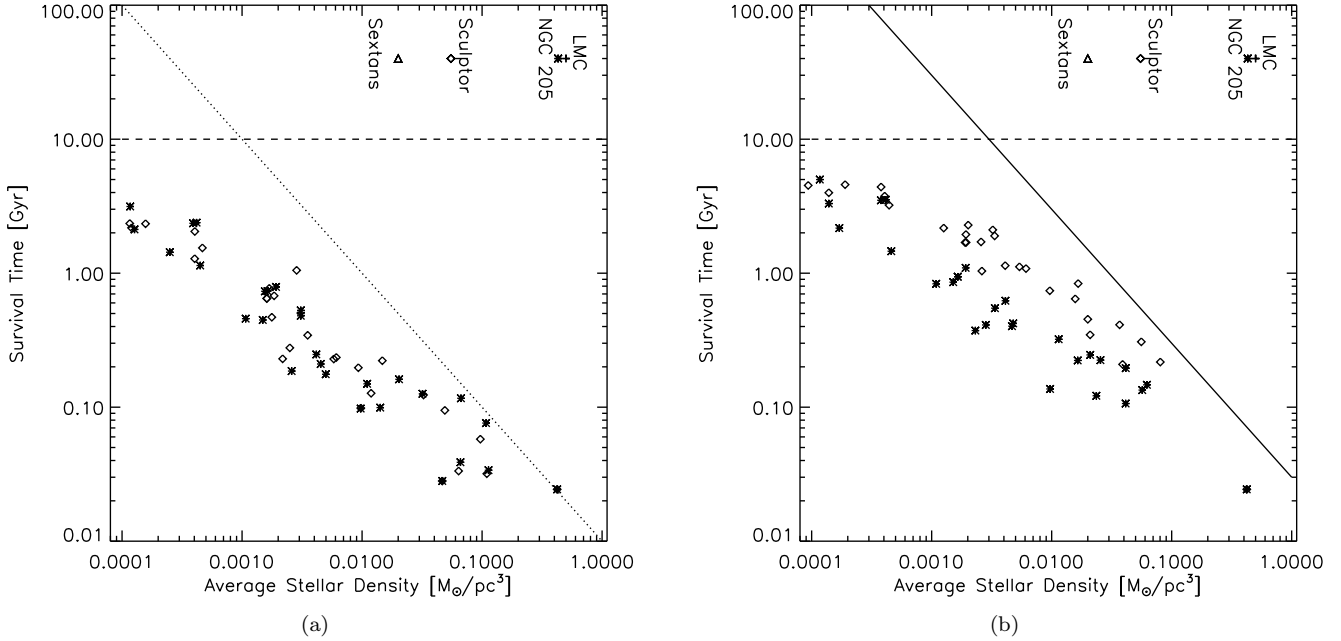 100.00
10.00
1.00
0.10
0.01
Survival Time [Gyr]
LMC
NGC 205
Sculptor
Sextans
0.0001
0.0010
0.0100
0.1000
1.0000
Average Stellar Density [M☉/pc³]
(a)
100.00
10.00
1.00
0.10
0.01
Survival Time [Gyr]
LMC
NGC 205
Sculptor
Sextans
0.0001
0.0010
0.0100
0.1000
1.0000
Average Stellar Density [M☉/pc³]
(b)